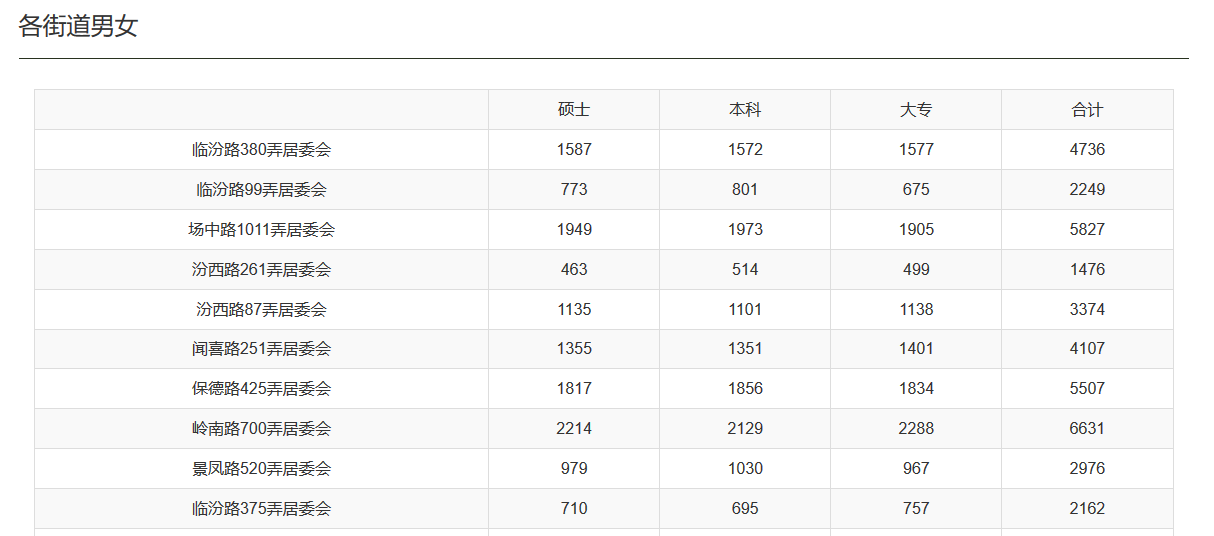 各街道男女
硕士 本科 大专 合计
临汾路380弄居委会 1587 1572 1577 4736
临汾路99弄居委会 773 801 675 2249
场中路1011弄居委会 1949 1973 1905 5827
汾西路261弄居委会 463 514 499 1476
汾西路87弄居委会 1135 1101 1138 3374
闻喜路251弄居委会 1355 1351 1401 4107
保德路425弄居委会 1817 1856 1834 5507
岭南路700弄居委会 2214 2129 2288 6631
景凤路520弄居委会 979 1030 967 2976
临汾路375弄居委会 710 695 757 2162